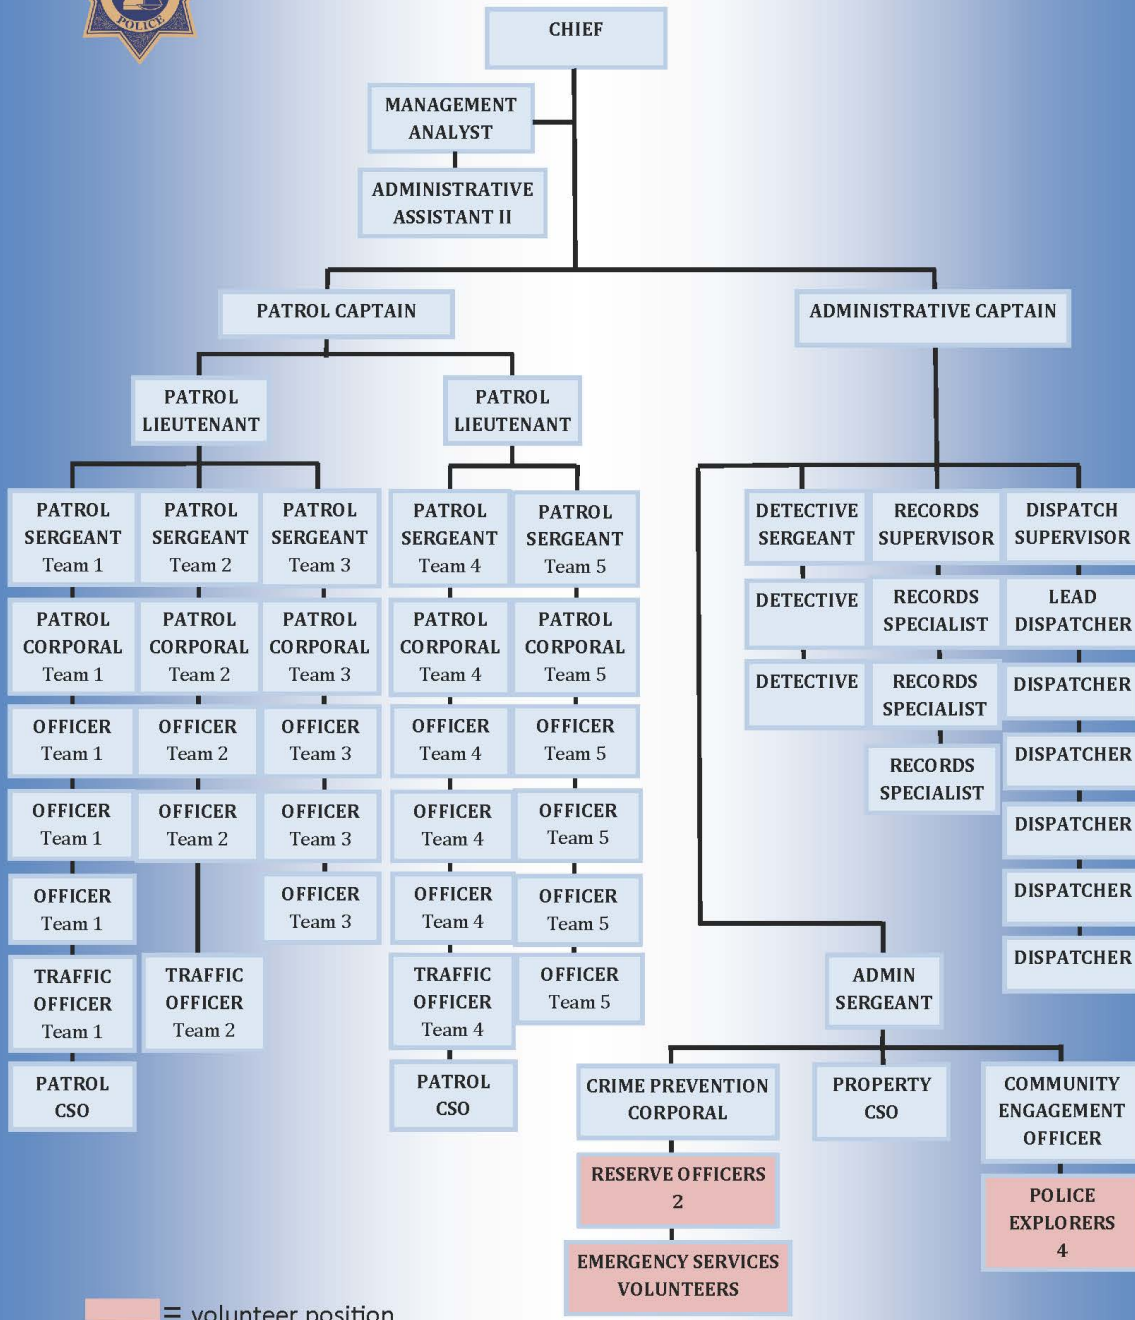 POLICE
CHIEF
MANAGEMENT
ANALYST
ADMINISTRATIVE
ASSISTANT II
PATROL CAPTAIN
ADMINISTRATIVE CAPTAIN
PATROL
LIEUTENANT
PATROL
LIEUTENANT
PATROL
SERGEANT
Team 1
PATROL
CORPORAL
Team 1
OFFICER
Team 1
OFFICER
Team 1
OFFICER
Team 1
TRAFFIC
OFFICER
Team 1
PATROL
CSO
PATROL
SERGEANT
Team 2
PATROL
CORPORAL
Team 2
OFFICER
Team 2
OFFICER
Team 2
TRAFFIC
OFFICER
Team 2
PATROL
SERGEANT
Team 3
PATROL
CORPORAL
Team 3
OFFICER
Team 3
OFFICER
Team 3
OFFICER
Team 3
PATROL
SERGEANT
Team 4
PATROL
CORPORAL
Team 4
OFFICER
Team 4
OFFICER
Team 4
OFFICER
Team 4
TRAFFIC
OFFICER
Team 4
PATROL
CSO
PATROL
SERGEANT
Team 5
PATROL
CORPORAL
Team 5
OFFICER
Team 5
OFFICER
Team 5
OFFICER
Team 5
OFFICER
Team 5
DETECTIVE
SERGEANT
DETECTIVE
DETECTIVE
RECORDS
SUPERVISOR
RECORDS
SPECIALIST
RECORDS
SPECIALIST
RECORDS
SPECIALIST
DISPATCH
SUPERVISOR
LEAD
DISPATCHER
DISPATCHER
DISPATCHER
DISPATCHER
DISPATCHER
DISPATCHER
ADMIN
SERGEANT
CRIME PREVENTION
CORPORAL
RESERVE OFFICERS
2
EMERGENCY SERVICES
VOLUNTEERS
PROPERTY
CSO
COMMUNITY
ENGAGEMENT
OFFICER
POLICE
EXPLORERS
4
= volunteer position